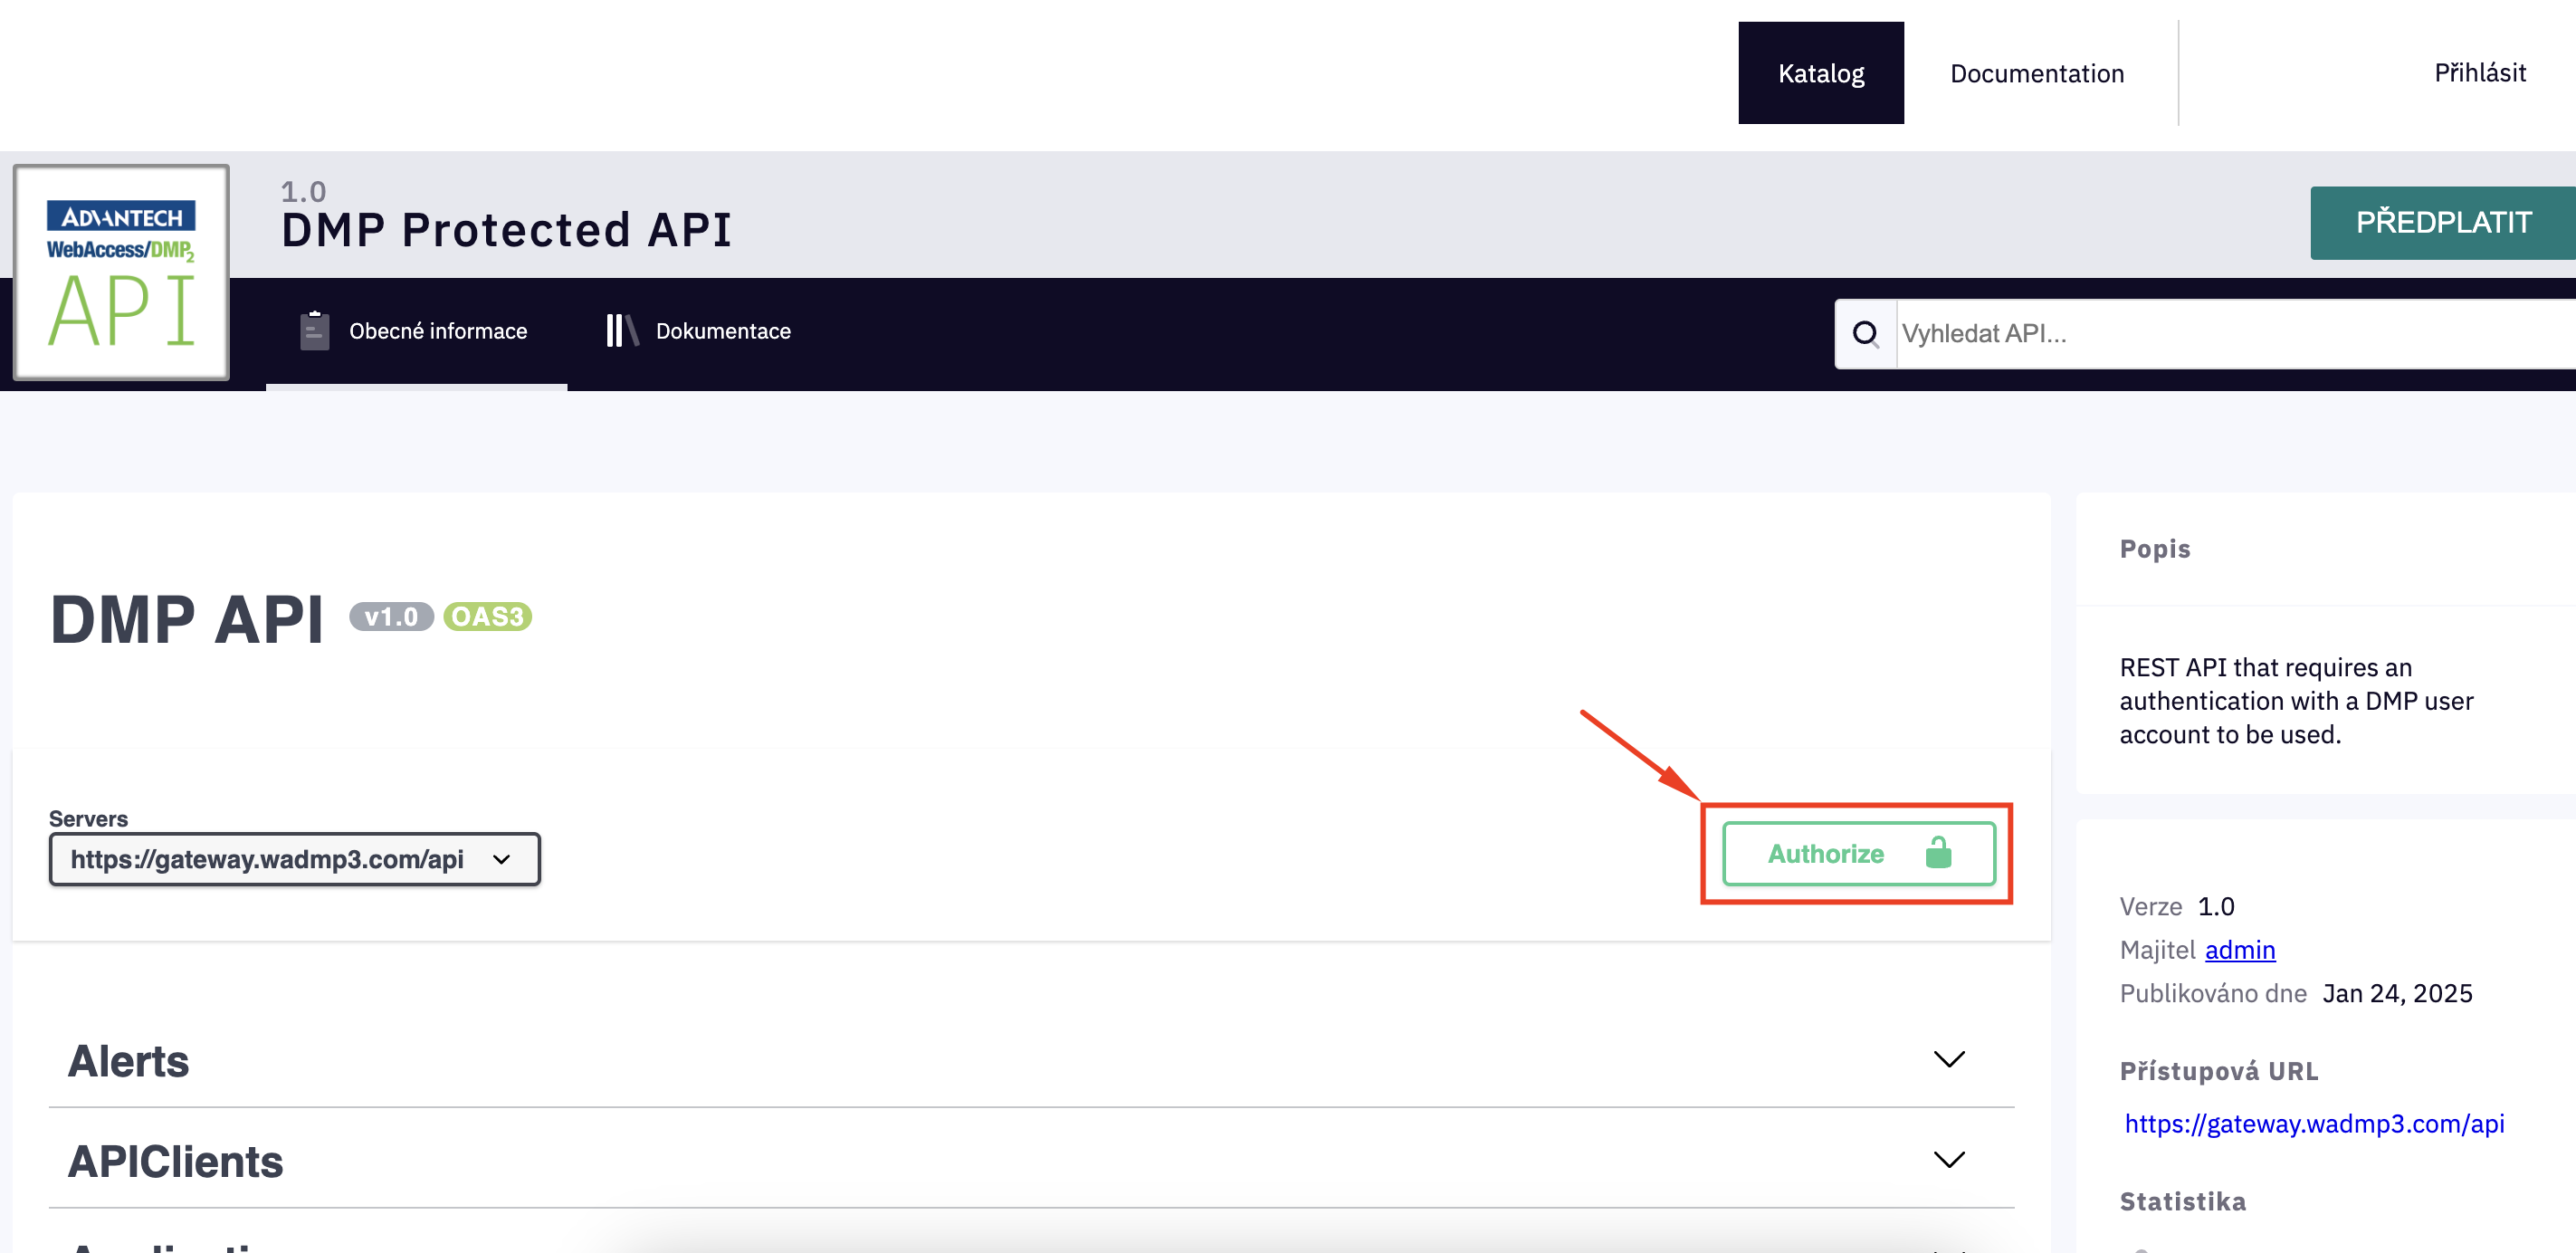 Katalog
Documentation
Přihlásit
ADVANTECH
WebAccess/DMP2
API
1.0
DMP Protected API
PŘEDPLATIT
Obecné informace
Dokumentace
Vyhledat API...
DMP API v1.0 OAS3
Servers
https://gateway.wadmp3.com/api
Authorize
Alerts
APIClients
Popis
REST API that requires an
authentication with a DMP user
account to be used.
Verze 1.0
Majitel admin
Publikováno dne Jan 24, 2025
Přístupová URL
https://gateway.wadmp3.com/api
Statistika